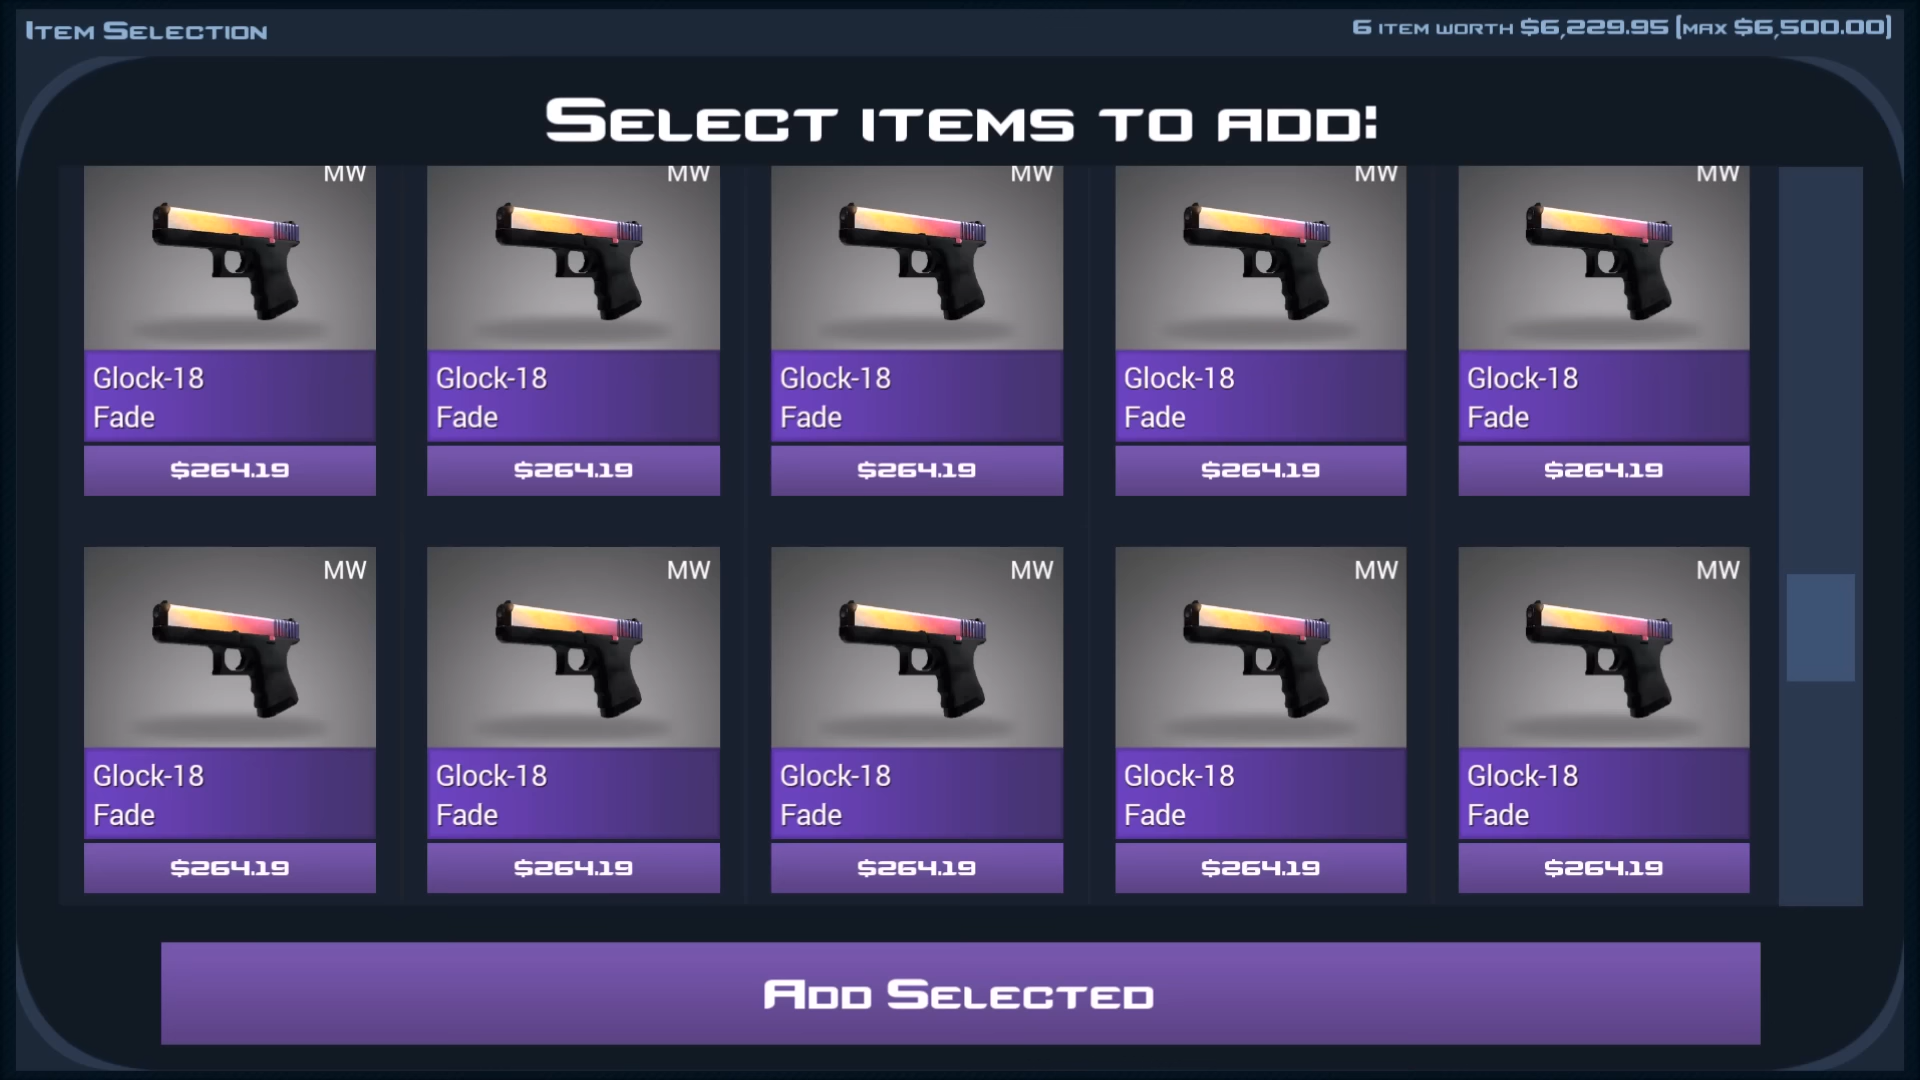 Item Selection
6 item worth $6,229.95 (max $6,500.00)
Select items to add:
MW MW MW MW MW
Glock-18 Glock-18 Glock-18 Glock-18 Glock-18
Fade Fade Fade Fade Fade
$264.19 $264.19 $264.19 $264.19 $264.19
MW MW MW MW MW
Glock-18 Glock-18 Glock-18 Glock-18 Glock-18
Fade Fade Fade Fade Fade
$264.19 $264.19 $264.19 $264.19 $264.19
Add Selected